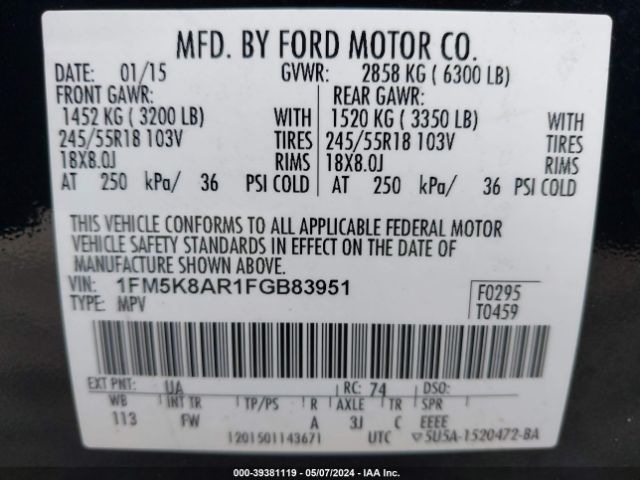 MFD. BY FORD MOTOR CO.
DATE: 01/15 GVWR: 2858 KG ( 6300 LB)
FRONT GAWR: REAR GAWR:
1452 KG ( 3200 LB) WITH 1520 KG ( 3350 LB) WITH
245/55R18 103V TIRES 245/55R18 103V TIRES
18X8.0J RIMS 18X8.0J RIMS
AT 250 kPa/ 36 PSI COLD AT 250 kPa/ 36 PSI COLD
THIS VEHICLE CONFORMS TO ALL APPLICABLE FEDERAL MOTOR
VEHICLE SAFETY STANDARDS IN EFFECT ON THE DATE OF
MANUFACTURE SHOWN ABOVE.
VIN: 1FM5K8AR1FGB83951 F0295
TYPE: MPV T0459
EXT PNT: UA RC: 74 DSO:
WB INT TR TP/PS R AXLE TR SPR
113 FW A 3J C EEEE
1201501143671 UTC ▽5U5A-1520472-BA
000-39381119 - 05/07/2024 - IAA Inc.